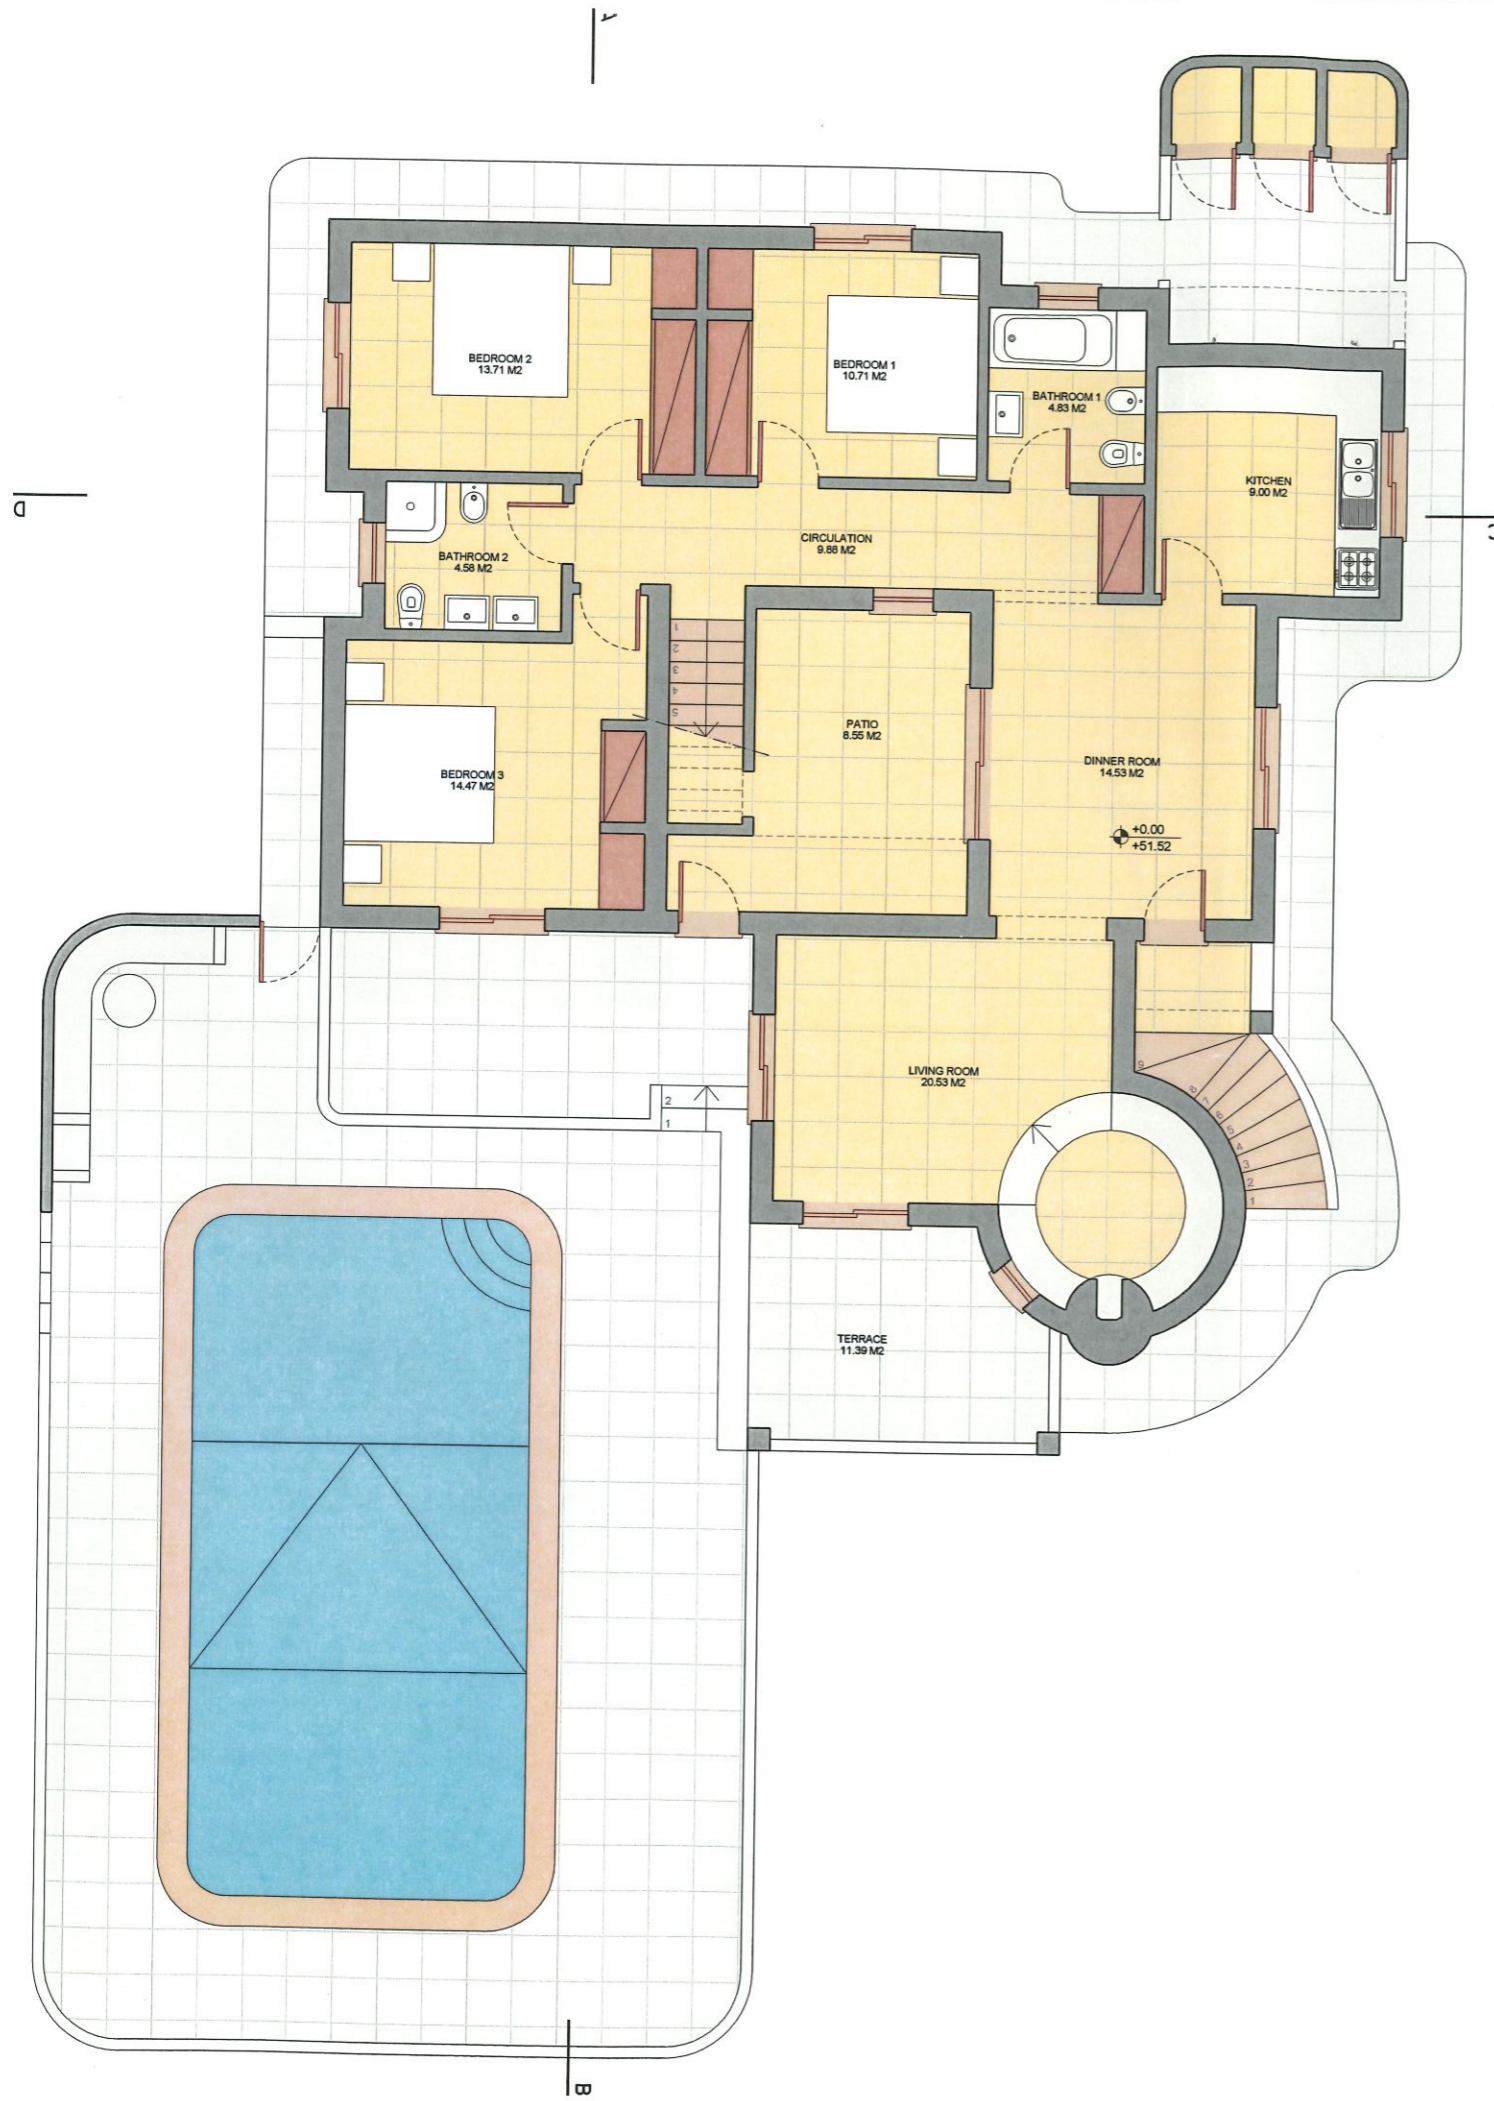 A
BEDROOM 2
13.71 M2
BEDROOM 1
10.71 M2
BATHROOM 1
4.83 M2
KITCHEN
9.00 M2
D
C
CIRCULATION
9.88 M2
BATHROOM 2
4.58 M2
1
2
3
4
5
PATIO
8.55 M2
DINNER ROOM
14.53 M2
BEDROOM 3
14.47 M2
+0.00
+51.52
LIVING ROOM
20.53 M2
2
1
9
8
7
6
5
4
3
2
1
TERRACE
11.39 M2
B